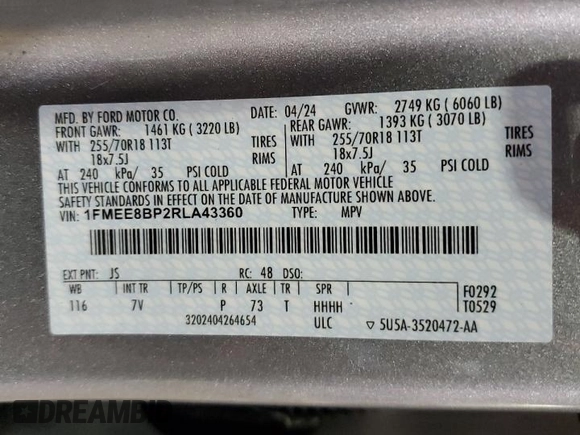 MFD. BY FORD MOTOR CO. DATE: 04/24 GVWR: 2749 KG ( 6060 LB)
FRONT GAWR: 1461 KG ( 3220 LB) REAR GAWR: 1393 KG ( 3070 LB)
WITH 255/70R18 113T TIRES WITH 255/70R18 113T TIRES
18x7.5J RIMS 18x7.5J RIMS
AT 240 kPa/ 35 PSI COLD AT 240 kPa/ 35 PSI COLD
THIS VEHICLE CONFORMS TO ALL APPLICABLE FEDERAL MOTOR VEHICLE
SAFETY STANDARDS IN EFFECT ON THE DATE OF MANUFACTURE SHOWN ABOVE.
VIN: 1FMEE8BP2RLA43360 TYPE: MPV
EXT PNT: JS RC: 48 DSO:
WB INT TR TP/PS R AXLE TR SPR F0292
116 7V P 73 T HHHH T0529
3202404264654 ULC 5U5A-3520472-AA
DREAMBID